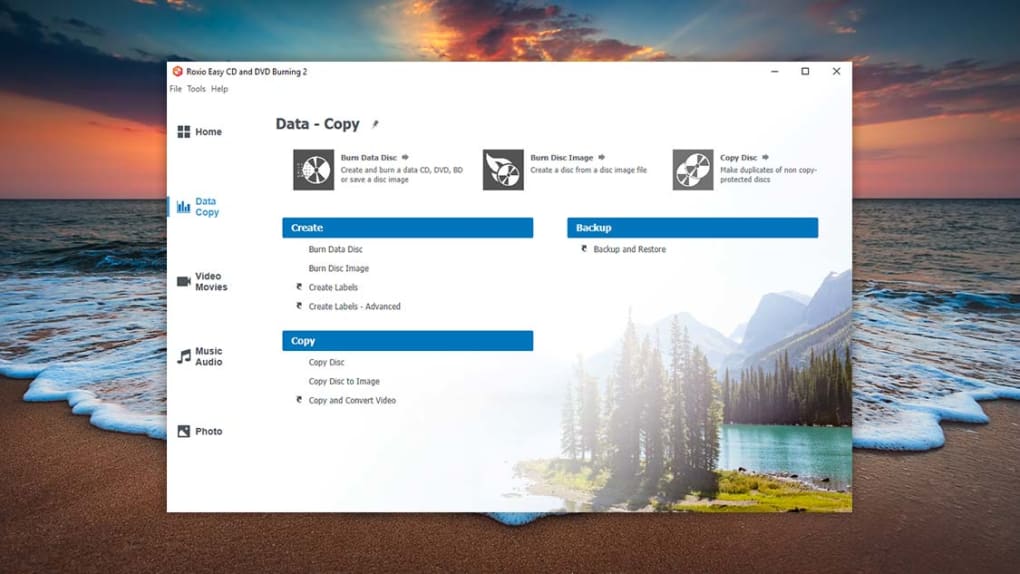 Roxio Easy CD and DVD Burning 2
File Tools Help
Home
Data
Copy
Video
Movies
Music
Audio
Photo
Data - Copy
Burn Data Disc
Create and burn a data CD, DVD, BD
or save a disc image
Burn Disc Image
Create a disc from a disc image file
Copy Disc
Make duplicates of non copy-
protected discs
Create
Burn Data Disc
Burn Disc Image
Create Labels
Create Labels - Advanced
Copy
Copy Disc
Copy Disc to Image
Copy and Convert Video
Backup
Backup and Restore